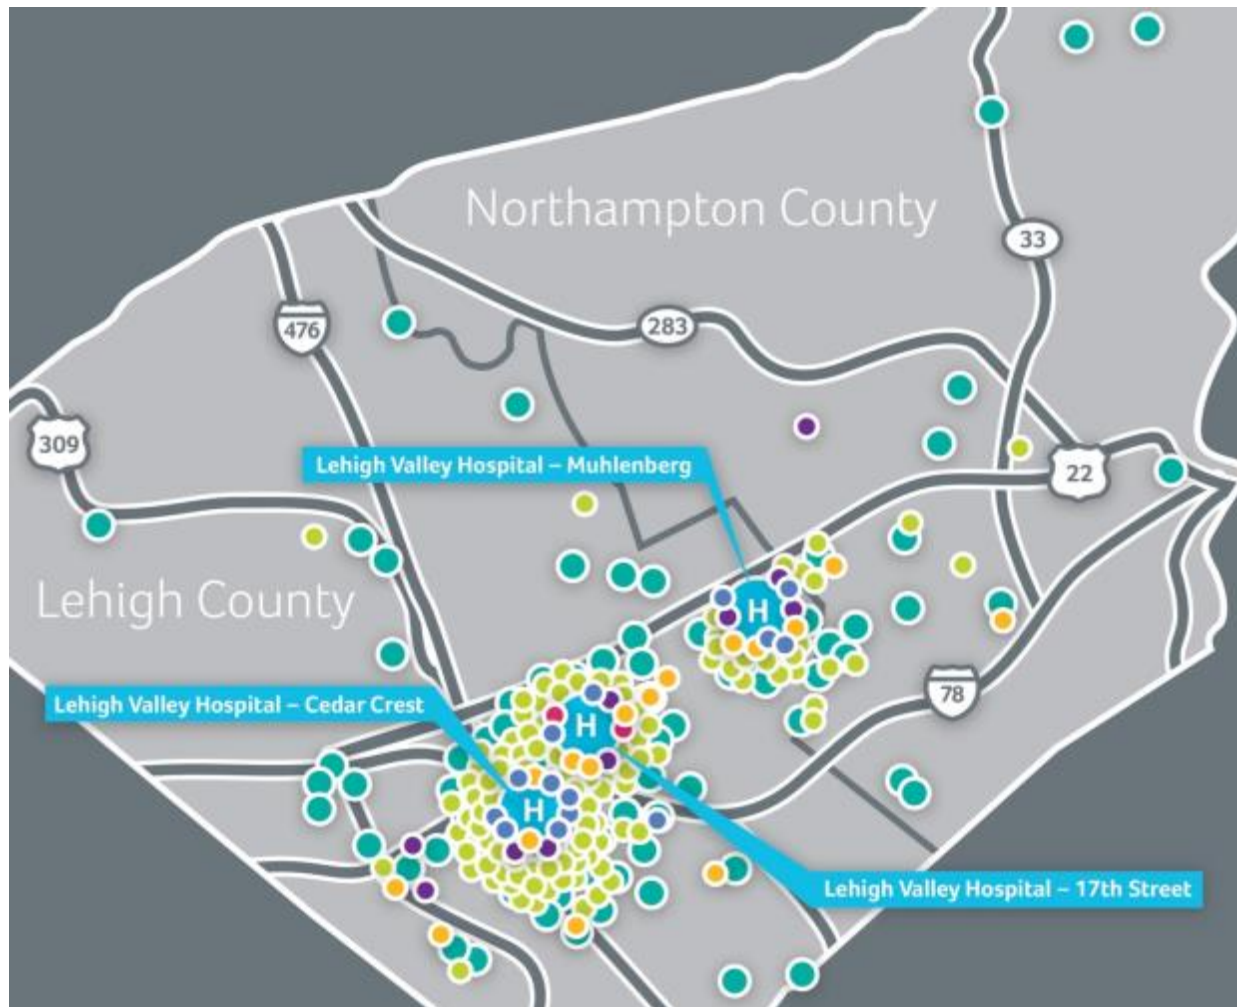 Northampton County
33
476
283
309
22
Lehigh Valley Hospital – Muhlenberg
Lehigh County
H
78
Lehigh Valley Hospital – Cedar Crest
H
H
Lehigh Valley Hospital – 17th Street